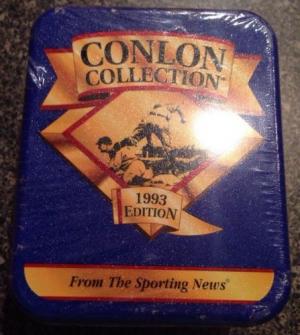 CONLON
COLLECTION
1993
EDITION
From The Sporting News®